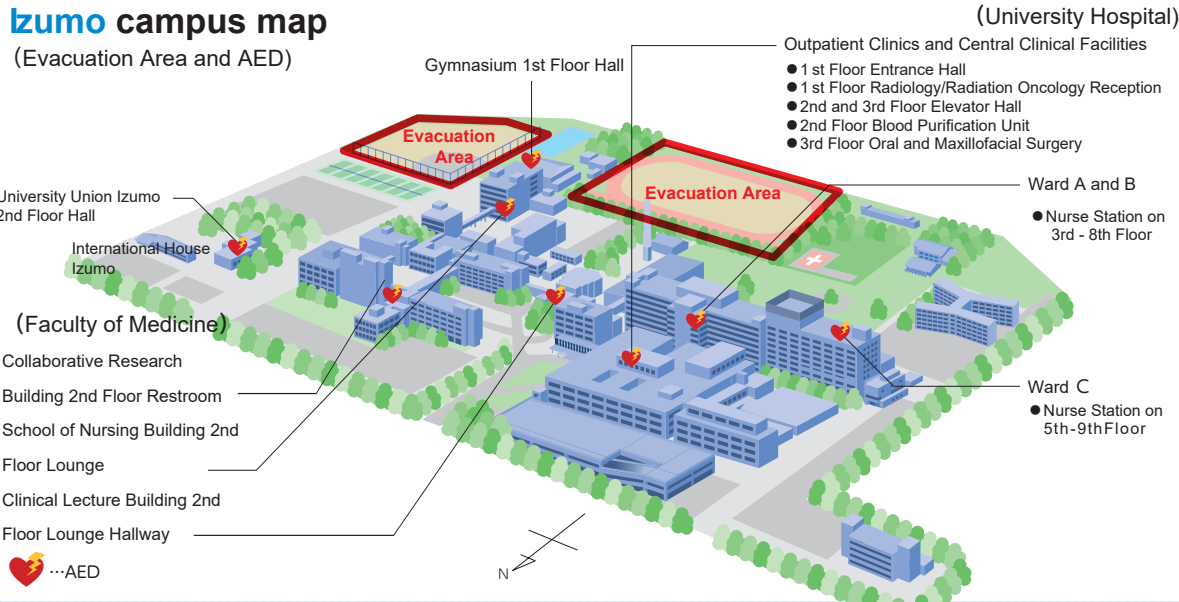 Izumo campus map
(Evacuation Area and AED)
(University Hospital)
Outpatient Clinics and Central Clinical Facilities
●1st Floor Entrance Hall
●1st Floor Radiology/Radiation Oncology Reception
●2nd and 3rd Floor Elevator Hall
●2nd Floor Blood Purification Unit
●3rd Floor Oral and Maxillofacial Surgery
Gymnasium 1st Floor Hall
Evacuation
Area
Evacuation Area
Ward A and B
●Nurse Station on
3rd - 8th Floor
University Union Izumo
2nd Floor Hall
International House
Izumo
(Faculty of Medicine)
Collaborative Research
Building 2nd Floor Restroom
School of Nursing Building 2nd
Floor Lounge
Clinical Lecture Building 2nd
Floor Lounge Hallway
Ward C
●Nurse Station on
5th-9thFloor
…AED
N